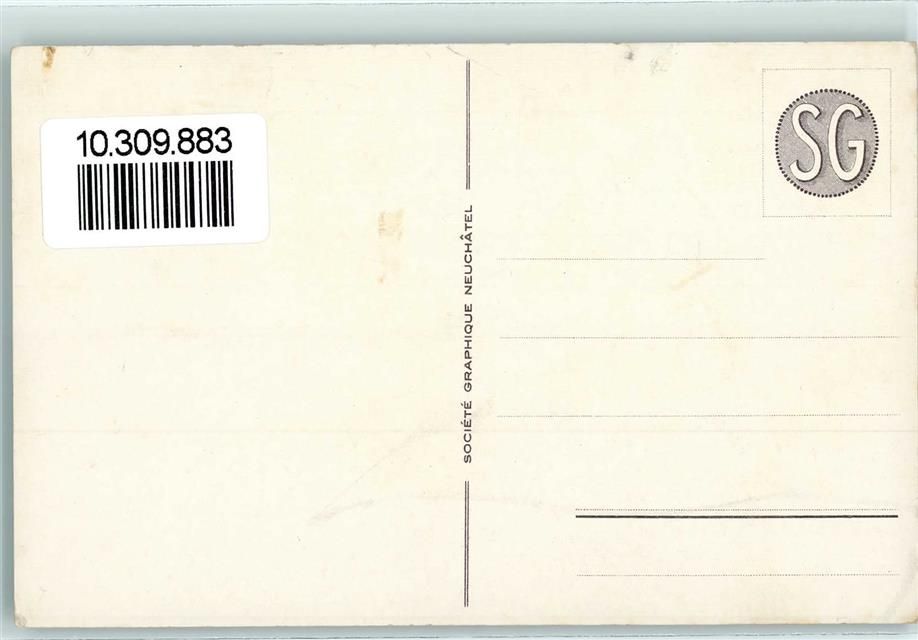 10.309.883
SOCIÉTÉ GRAPHIQUE NEUCHÂTEL
SG